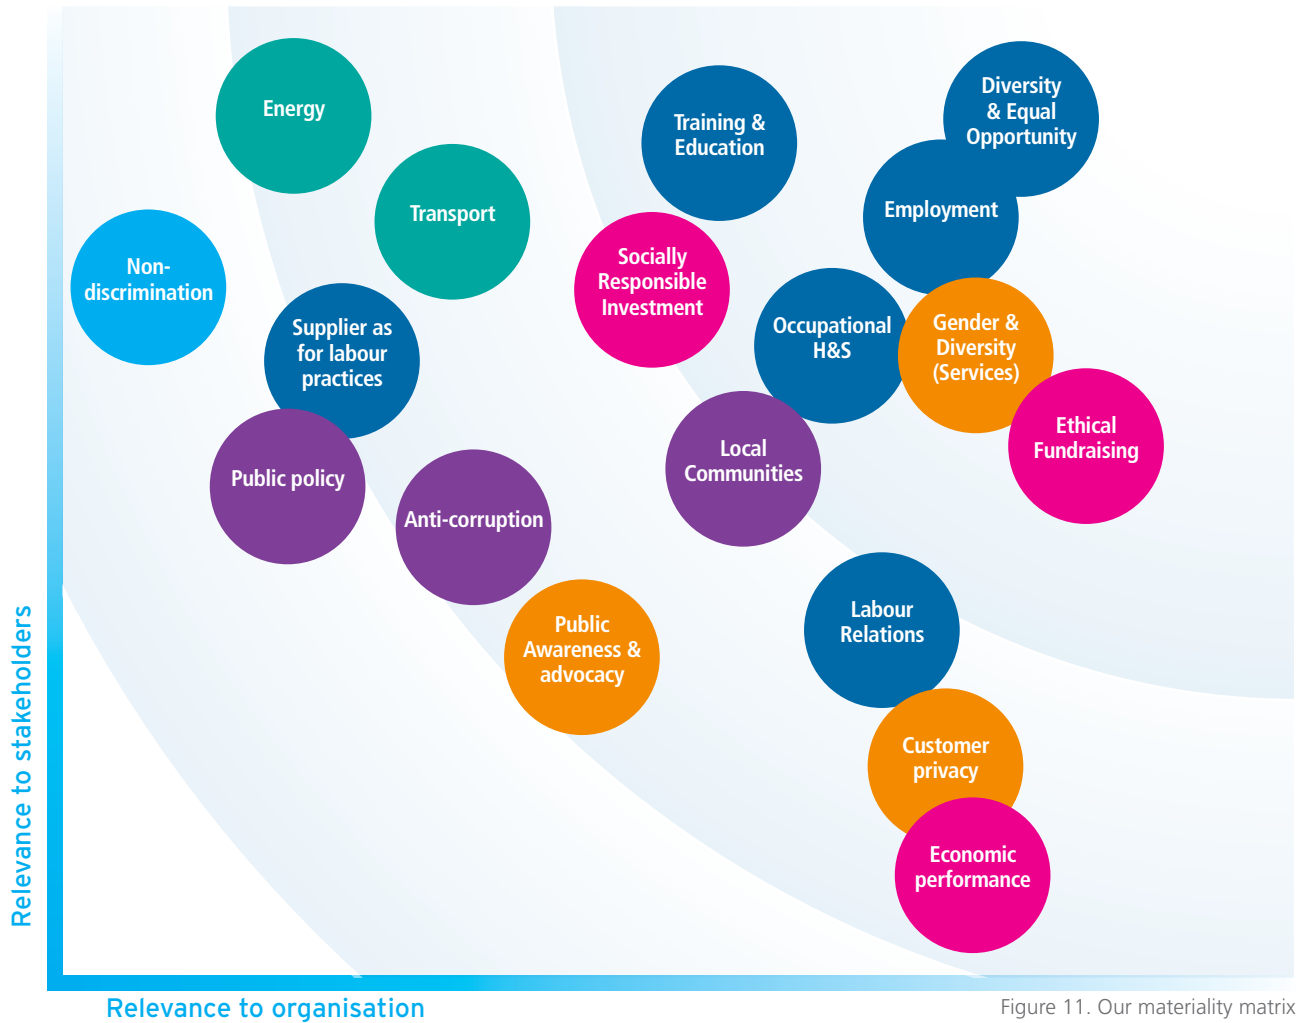 Energy
Transport
Non-
discrimination
Supplier as
for labour
practices
Public policy
Anti-corruption
Public
Awareness &
advocacy
Training &
Education
Socially
Responsible
Investment
Diversity
& Equal
Opportunity
Employment
Occupational
H&S
Gender &
Diversity
(Services)
Ethical
Fundraising
Local
Communities
Labour
Relations
Customer
privacy
Economic
performance
Relevance to stakeholders
Relevance to organisation
Figure 11. Our materiality matrix